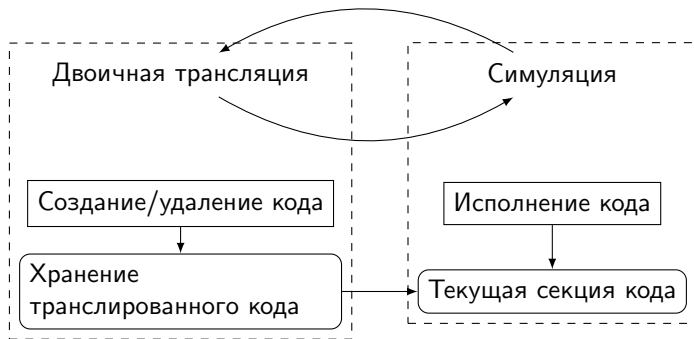 Двоичная трансляция
Симуляция
Создание/удаление кода
Исполнение кода
Хранение
транслированного кода
Текущая секция кода